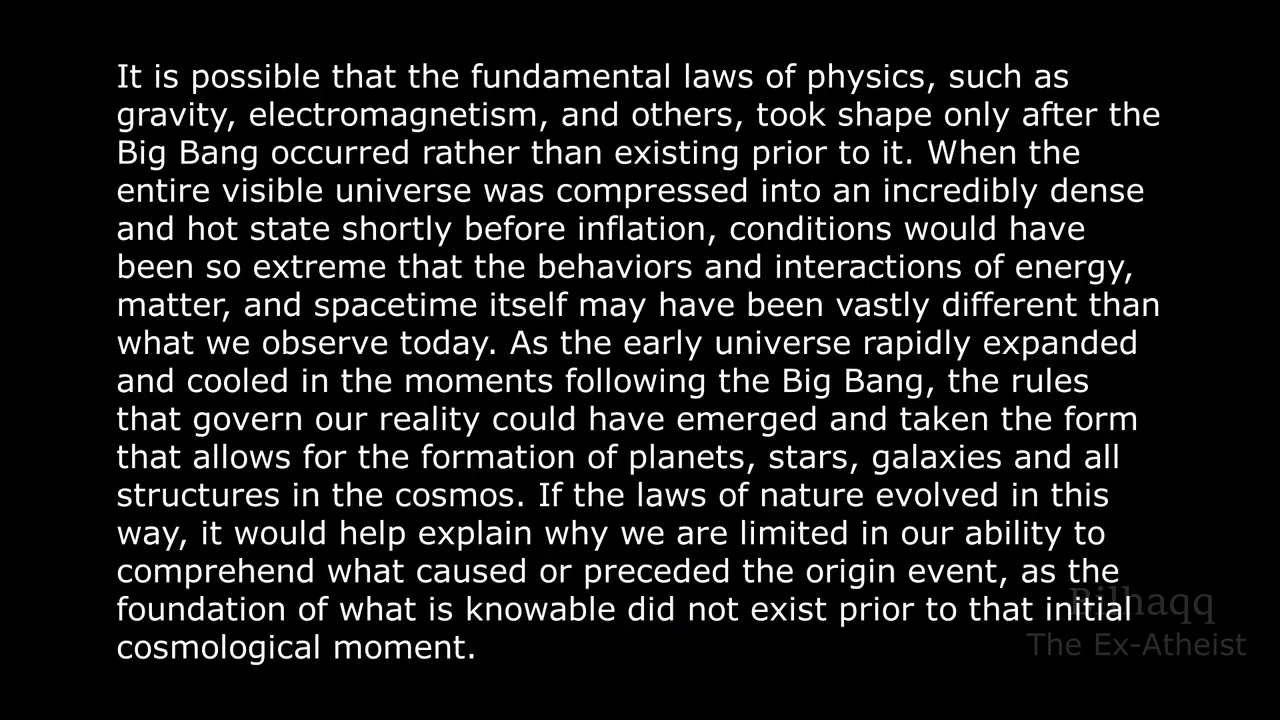 It is possible that the fundamental laws of physics, such as
gravity, electromagnetism, and others, took shape only after the
Big Bang occurred rather than existing prior to it. When the
entire visible universe was compressed into an incredibly dense
and hot state shortly before inflation, conditions would have
been so extreme that the behaviors and interactions of energy,
matter, and spacetime itself may have been vastly different than
what we observe today. As the early universe rapidly expanded
and cooled in the moments following the Big Bang, the rules
that govern our reality could have emerged and taken the form
that allows for the formation of planets, stars, galaxies and all
structures in the cosmos. If the laws of nature evolved in this
way, it would help explain why we are limited in our ability to
comprehend what caused or preceded the origin event, as the
foundation of what is knowable did not exist prior to that initial
cosmological moment.
Bilhaqq
The Ex-Atheist